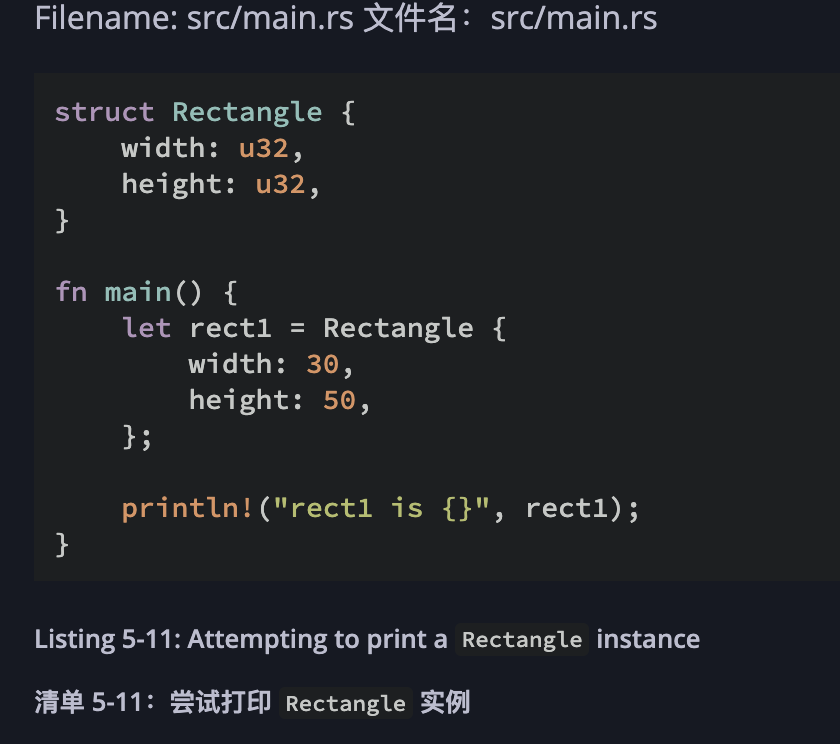 Filename: src/main.rs 文件名：src/main.rs
struct Rectangle {
    width: u32,
    height: u32,
}

fn main() {
    let rect1 = Rectangle {
        width: 30,
        height: 50,
    };

    println!("rect1 is {}", rect1);
}
Listing 5-11: Attempting to print a Rectangle instance
清单 5-11：尝试打印 Rectangle 实例